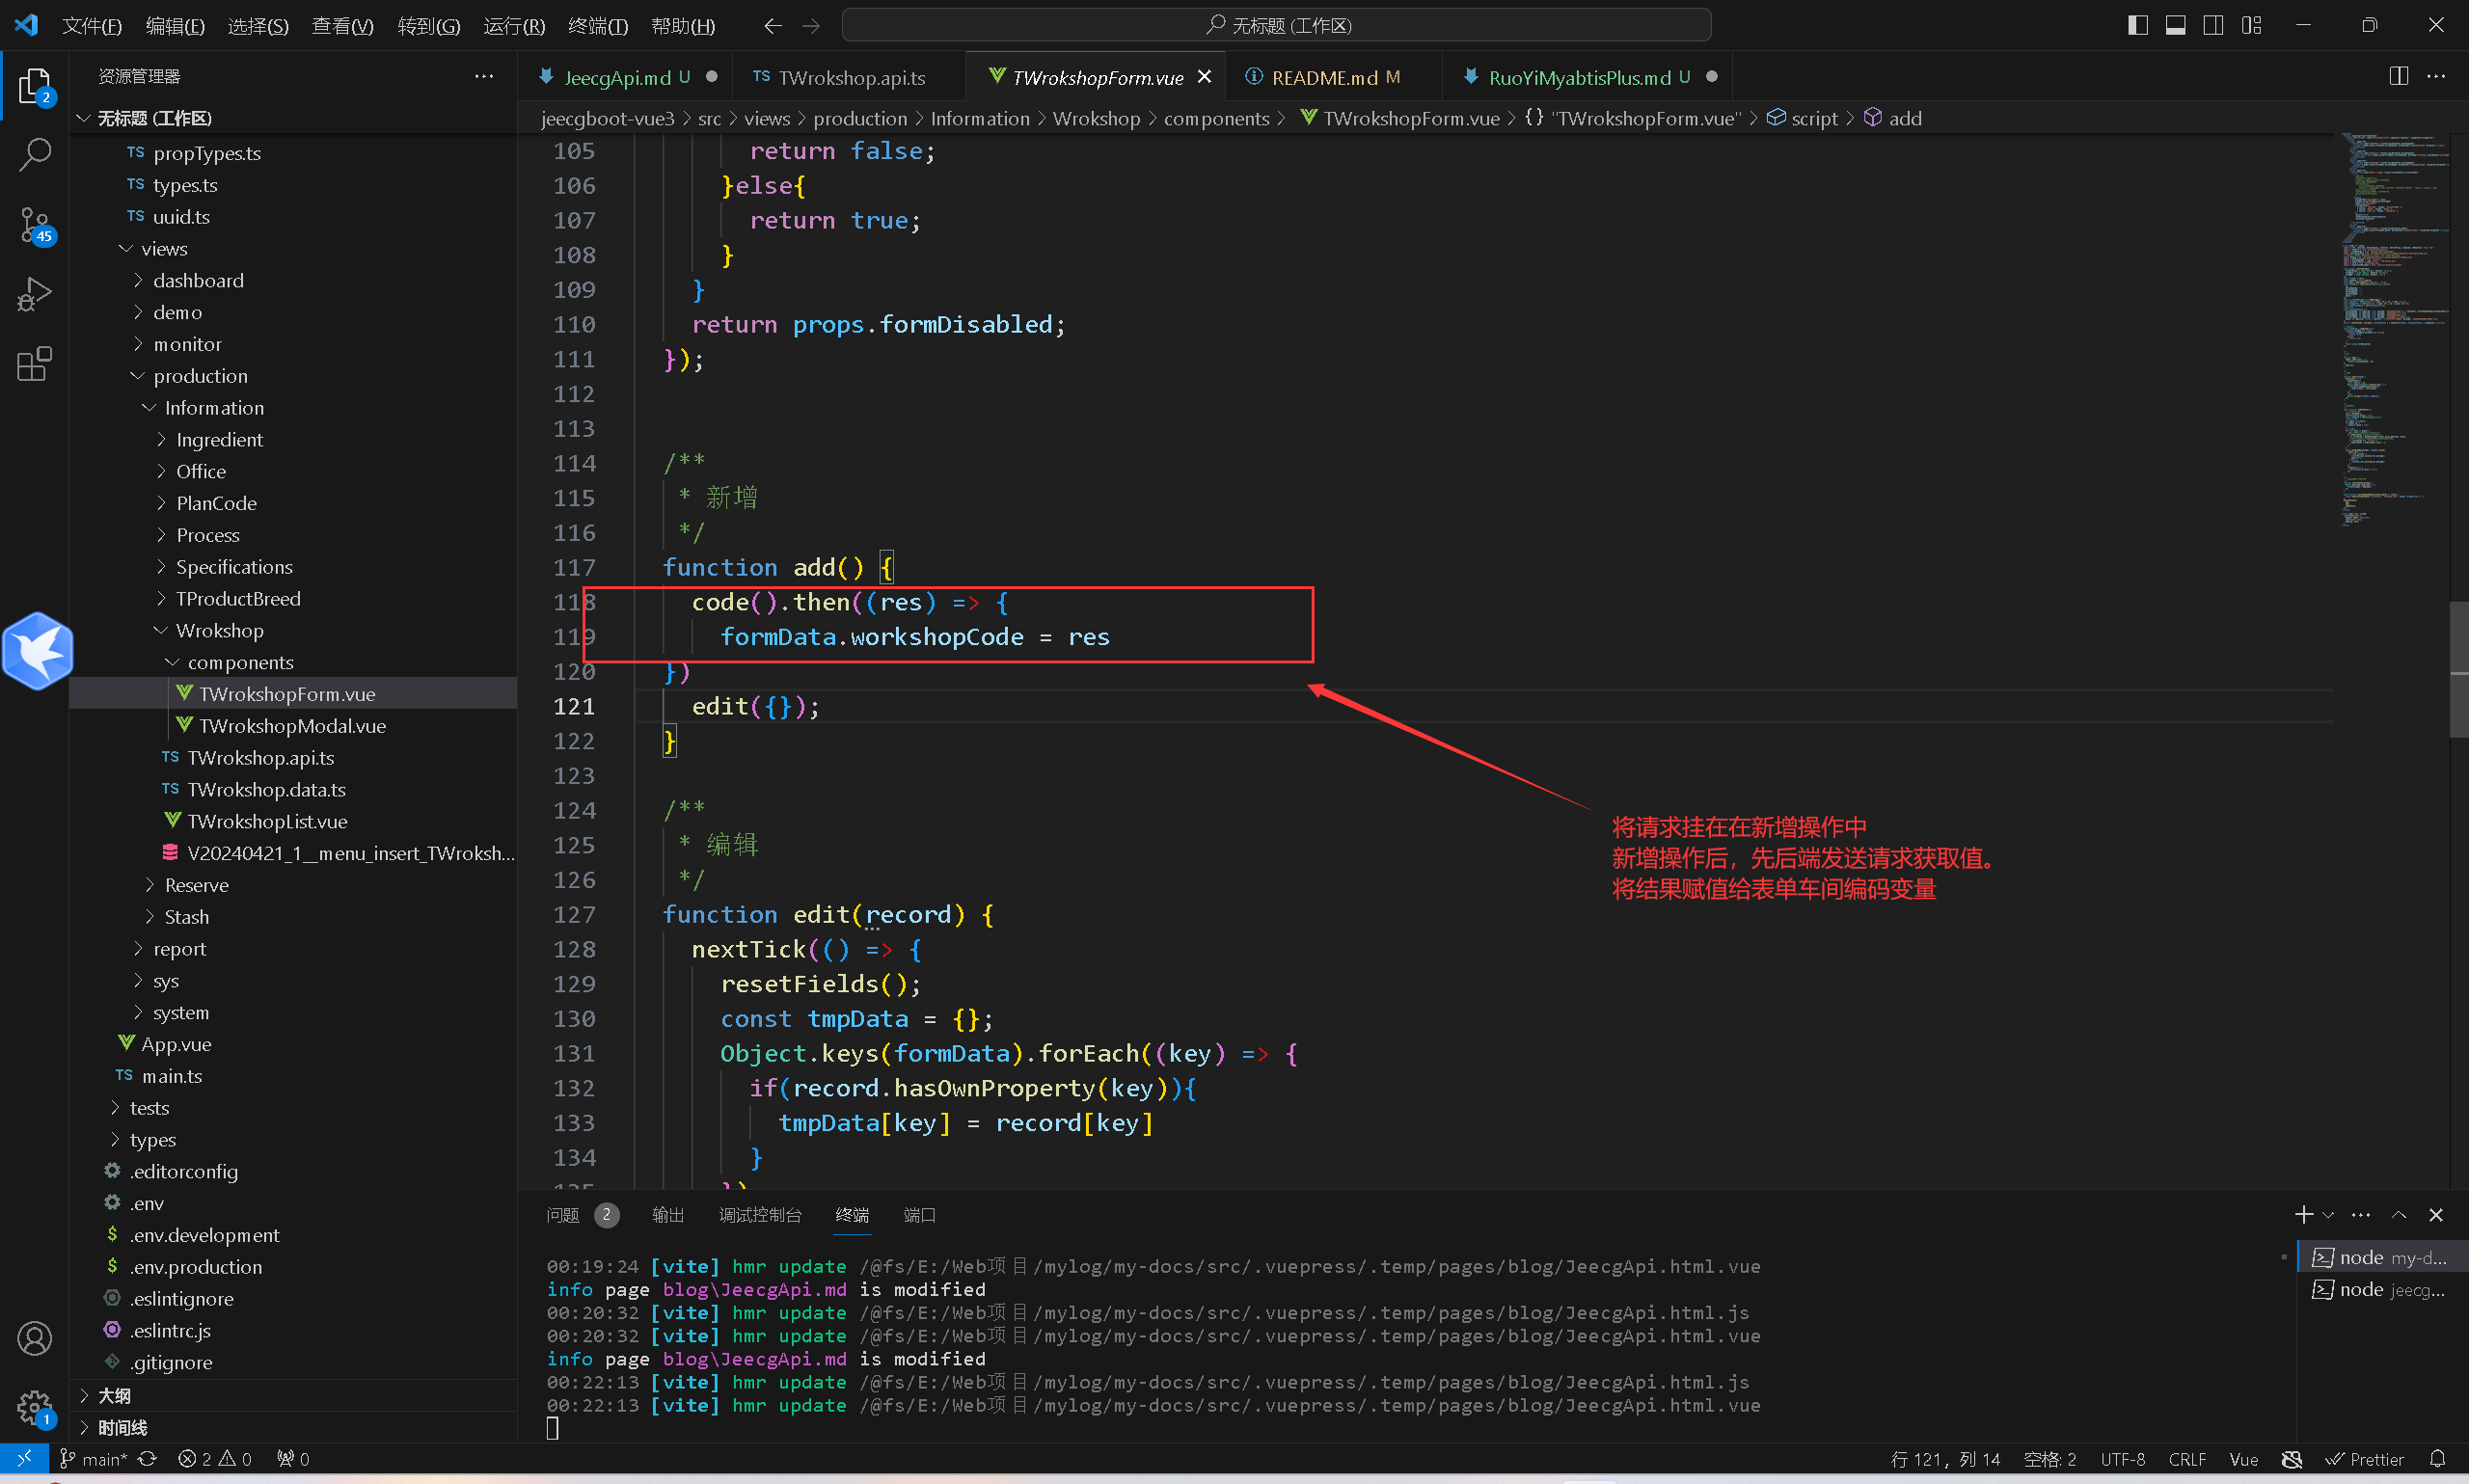 文件(F) 编辑(E) 选择(S) 查看(V) 转到(G) 运行(R) 终端(T) 帮助(H) 无标题 (工作区)
资源管理器
2
45
1
无标题 (工作区)
TS propTypes.ts
TS types.ts
TS uuid.ts
views
dashboard
demo
monitor
production
Information
Ingredient
Office
PlanCode
Process
Specifications
TProductBreed
Wrokshop
components
TWrokshopForm.vue
TWrokshopModal.vue
TS TWrokshop.api.ts
TS TWrokshop.data.ts
TWrokshopList.vue
V20240421_1__menu_insert_TWroksh...
Reserve
Stash
report
sys
system
App.vue
TS main.ts
tests
types
.editorconfig
.env
$ .env.development
$ .env.production
.eslintignore
.eslintrc.js
.gitignore
大纲
时间线
JeecgApi.md U TS TWrokshop.api.ts TWrokshopForm.vue README.md M RuoYiMyabtisPlus.md U
jeecgboot-vue3 > src > views > production > Information > Wrokshop > components > TWrokshopForm.vue > {} "TWrokshopForm.vue" > script > add
105 return false;
106 }else{
107 return true;
108 }
109 }
110 return props.formDisabled;
111 });
112
113
114 /**
115 * 新增
116 */
117 function add() {
118 code().then((res) => {
119 formData.workshopCode = res
120 })
121 edit({});
122 }
123
124 /**
125 * 编辑
126 */
127 function edit(record) {
128 nextTick(() => {
129 resetFields();
130 const tmpData = {};
131 Object.keys(formData).forEach((key) => {
132 if(record.hasOwnProperty(key)){
133 tmpData[key] = record[key]
134 }
135 })
将请求挂在在新增操作中
新增操作后，先后端发送请求获取值。
将结果赋值给表单车间编码变量
问题 2 输出 调试控制台 终端 端口
00:19:24 [vite] hmr update /@fs/E:/Web项目/mylog/my-docs/src/.vuepress/.temp/pages/blog/JeecgApi.html.vue
info page blog\JeecgApi.md is modified
00:20:32 [vite] hmr update /@fs/E:/Web项目/mylog/my-docs/src/.vuepress/.temp/pages/blog/JeecgApi.html.js
00:20:32 [vite] hmr update /@fs/E:/Web项目/mylog/my-docs/src/.vuepress/.temp/pages/blog/JeecgApi.html.vue
info page blog\JeecgApi.md is modified
00:22:13 [vite] hmr update /@fs/E:/Web项目/mylog/my-docs/src/.vuepress/.temp/pages/blog/JeecgApi.html.js
00:22:13 [vite] hmr update /@fs/E:/Web项目/mylog/my-docs/src/.vuepress/.temp/pages/blog/JeecgApi.html.vue
node my-d...
node jeecg...
main* 2 0 0 行 121，列 14 空格: 2 UTF-8 CRLF Vue Prettier